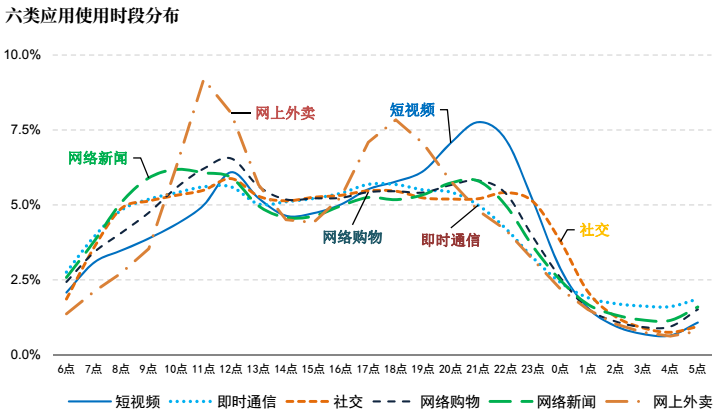 六类应用使用时段分布
10.0%
7.5%
5.0%
2.5%
0.0%
网上外卖
短视频
网络新闻
网络购物
即时通信
社交
6点 7点 8点 9点 10点 11点 12点 13点 14点 15点 16点 17点 18点 19点 20点 21点 22点 23点 0点 1点 2点 3点 4点 5点
短视频 即时通信 社交 网络购物 网络新闻 网上外卖